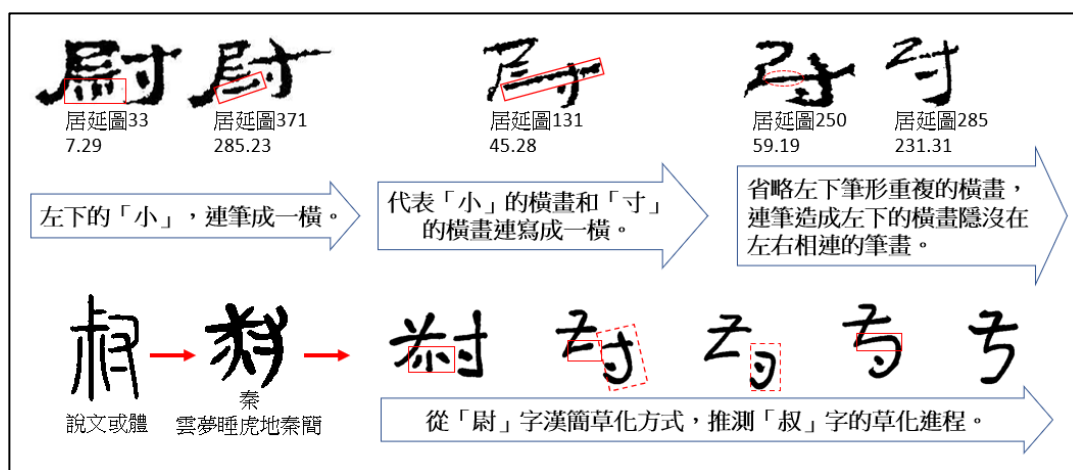 居延圖33
7.29
居延圖371
285.23
居延圖131
45.28
居延圖250
59.19
居延圖285
231.31
左下的「小」，連筆成一橫。
代表「小」的橫畫和「寸」
的橫畫連寫成一橫。
省略左下筆形重複的橫畫，
連筆造成左下的橫畫隱沒在
左右相連的筆畫。
說文或體
秦
雲夢睡虎地秦簡
從「尉」字漢簡草化方式，推測「叔」字的草化進程。